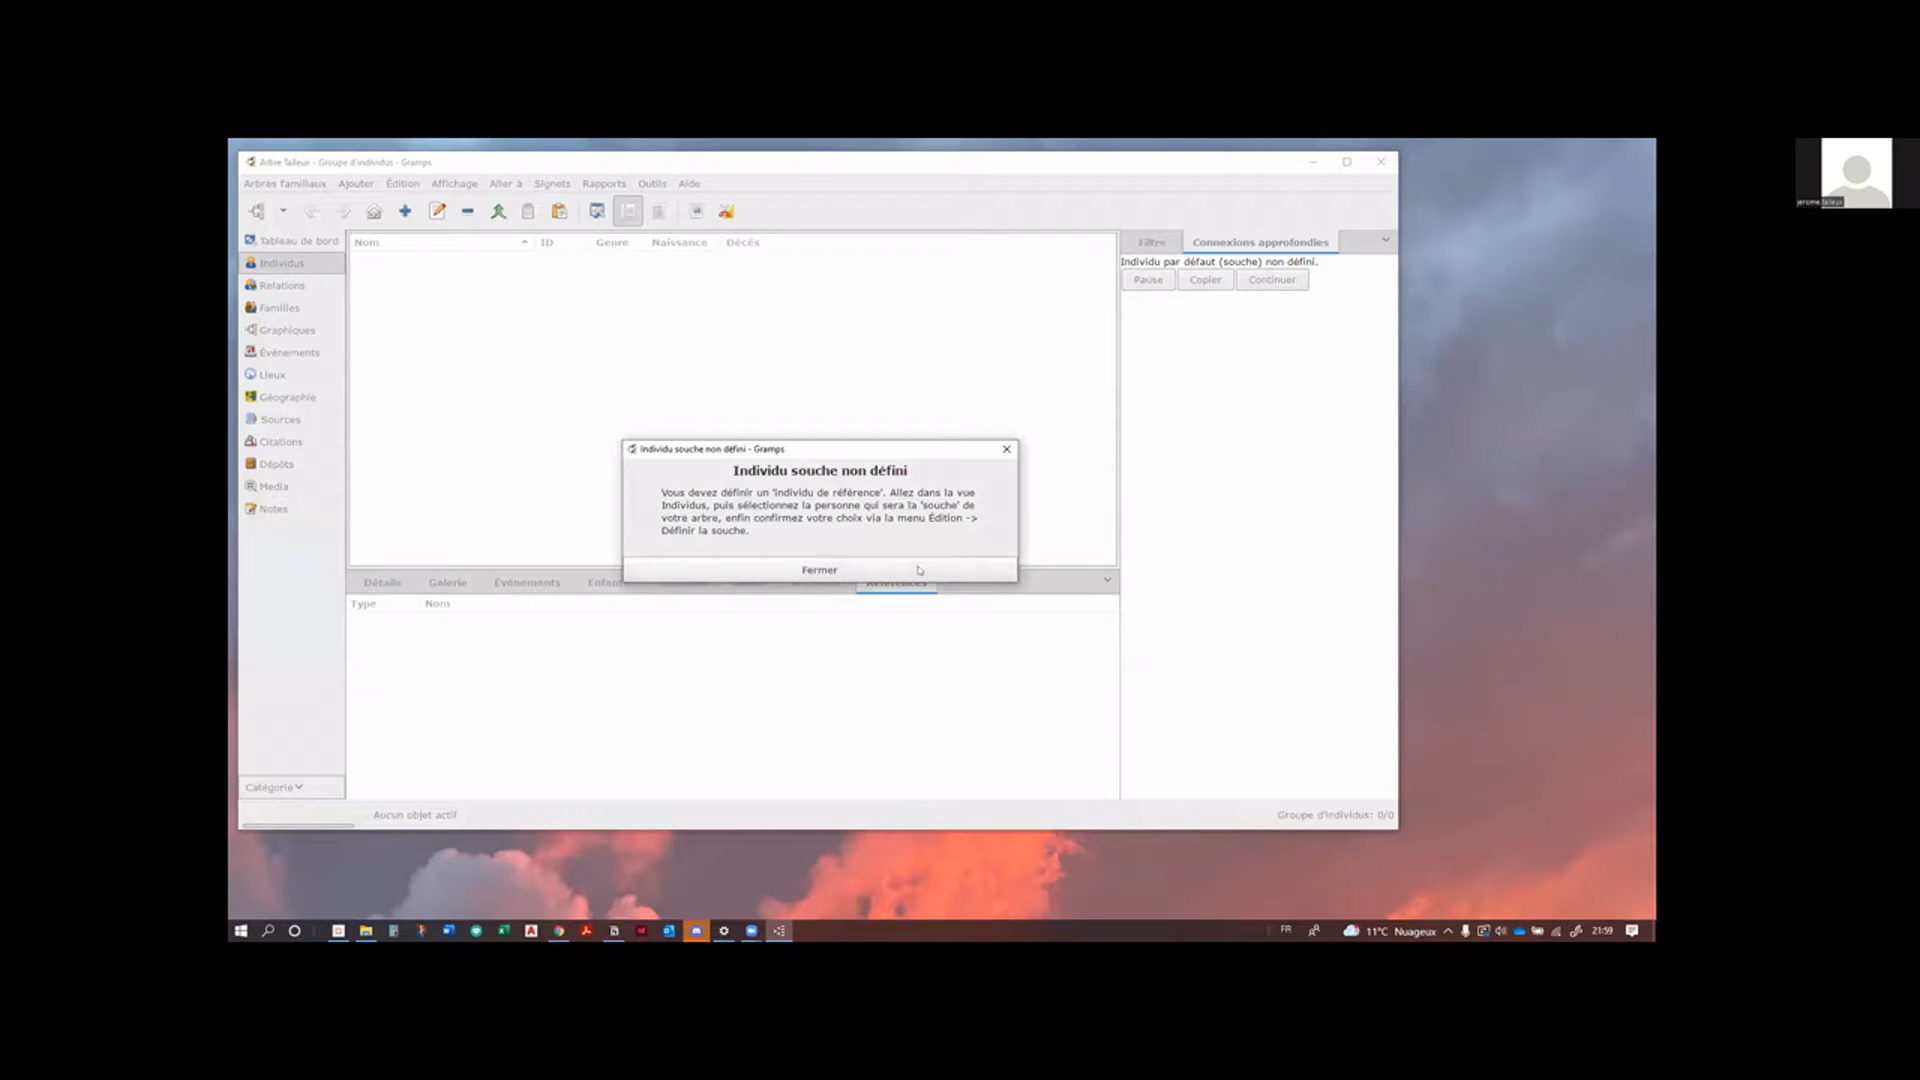 Arbre Tailleux - Groupe d'individus - Gramps
Arbres familiaux Ajouter Édition Affichage Aller à Signets Rapports Outils Aide
Tableau de bord
Individus
Relations
Familles
Graphiques
Événements
Lieux
Géographie
Sources
Citations
Dépôts
Media
Notes
Catégorie
Nom ID Genre Naissance Décès
Filtre Connexions approfondies
Individu par défaut (souche) non défini.
Pause Copier Continuer
Individu souche non défini - Gramps
Individu souche non défini
Vous devez définir un 'individu de référence'. Allez dans la vue
Individus, puis sélectionnez la personne qui sera la 'souche' de
votre arbre, enfin confirmez votre choix via la menu Édition ->
Définir la souche.
Fermer
Détails Galerie Événements Enfant Références
Type Nom
Aucun objet actif
Groupe d'individus: 0/0
FR 11°C Nuageux 21:59